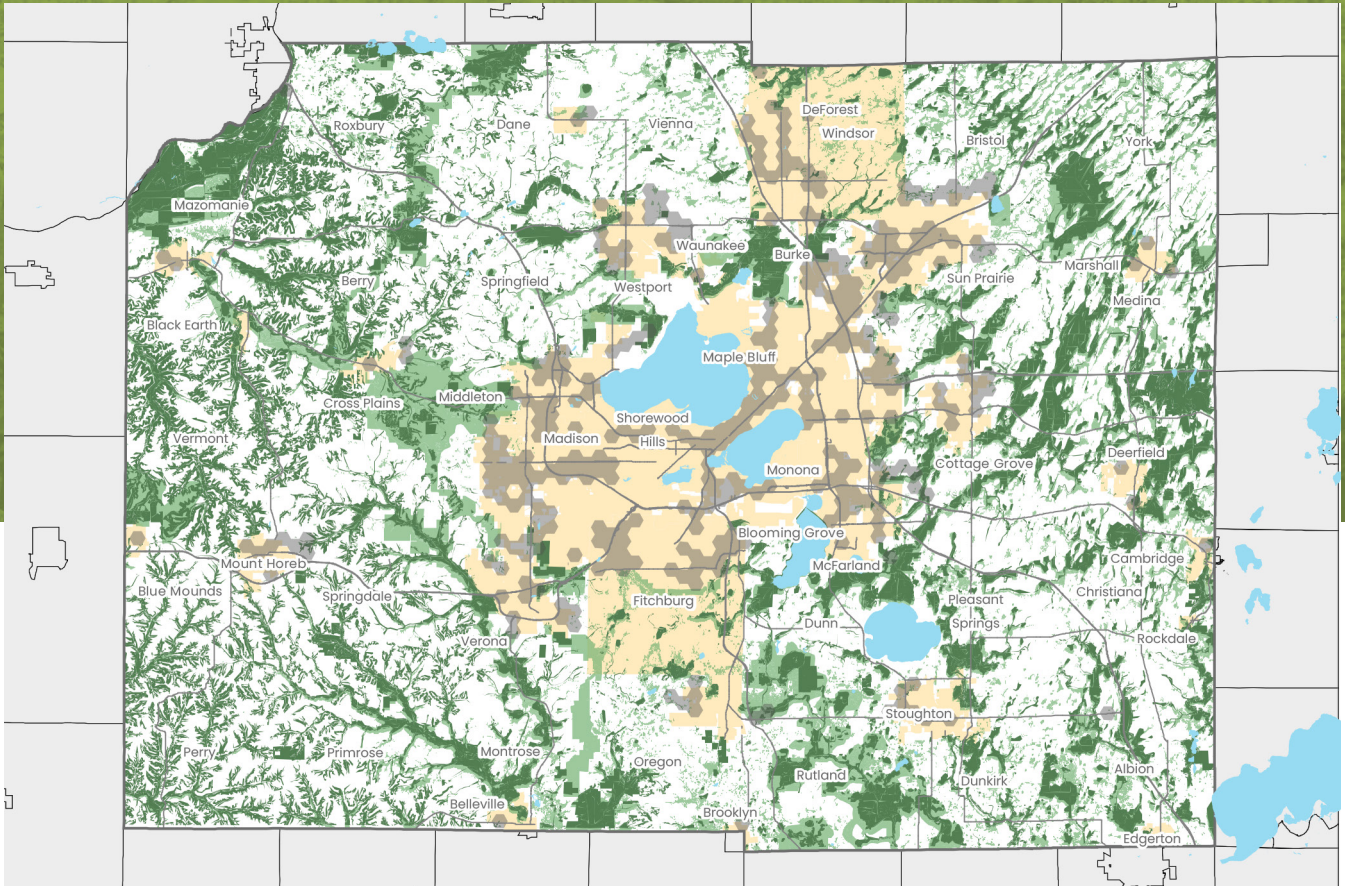 DeForest
Roxbury
Dane
Vienna
Windsor
Bristol
York
Mazomanie
Waunakee
Burke
Marshall
Berry
Springfield
Westport
Sun Prairie
Medina
Black Earth
Maple Bluff
Cross Plains
Middleton
Shorewood
Hills
Vermont
Madison
Monona
Deerfield
Cottage Grove
Blooming Grove
Mount Horeb
McFarland
Cambridge
Blue Mounds
Springdale
Fitchburg
Pleasant
Springs
Christiana
Dunn
Verona
Rockdale
Stoughton
Perry
Primrose
Montrose
Oregon
Rutland
Dunkirk
Albion
Belleville
Brooklyn
Edgerton